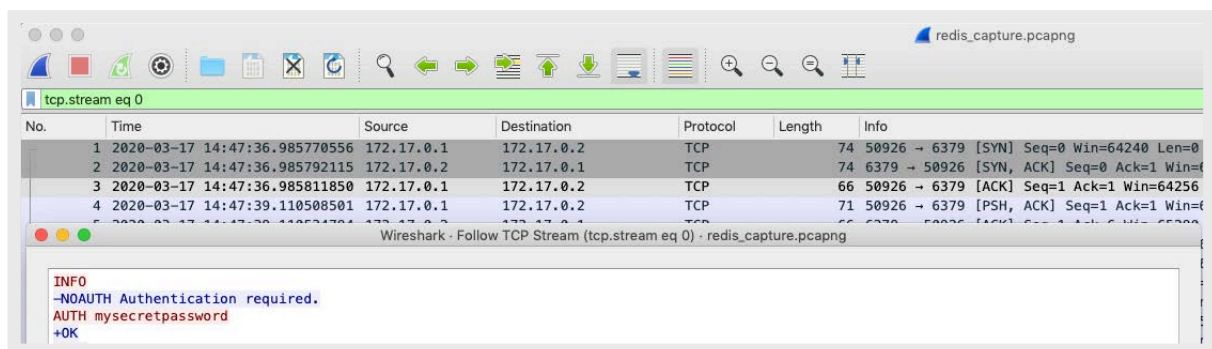 redis_capture.pcapng
tcp.stream eq 0
No. Time Source Destination Protocol Length Info
1 2020-03-17 14:47:36.985770556 172.17.0.1 172.17.0.2 TCP 74 50926 → 6379 [SYN] Seq=0 Win=64240 Len=0
2 2020-03-17 14:47:36.985792115 172.17.0.2 172.17.0.1 TCP 74 6379 → 50926 [SYN, ACK] Seq=0 Ack=1 Win=6
3 2020-03-17 14:47:36.985811850 172.17.0.1 172.17.0.2 TCP 66 50926 → 6379 [ACK] Seq=1 Ack=1 Win=64256
4 2020-03-17 14:47:39.110508501 172.17.0.1 172.17.0.2 TCP 71 50926 → 6379 [PSH, ACK] Seq=1 Ack=1 Win=6
Wireshark · Follow TCP Stream (tcp.stream eq 0) · redis_capture.pcapng
INFO
-NOAUTH Authentication required.
AUTH mysecretpassword
+OK